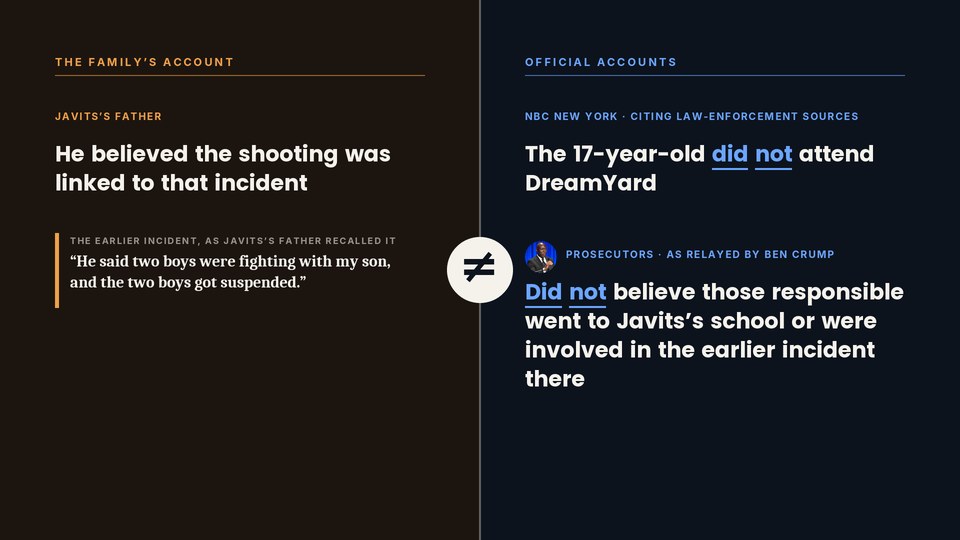 THE FAMILY’S ACCOUNT
JAVITS’S FATHER
He believed the shooting was
linked to that incident
THE EARLIER INCIDENT, AS JAVITS’S FATHER RECALLED IT
“He said two boys were fighting with my son,
and the two boys got suspended.”
≠
OFFICIAL ACCOUNTS
NBC NEW YORK · CITING LAW-ENFORCEMENT SOURCES
The 17-year-old did not attend
DreamYard
PROSECUTORS · AS RELAYED BY BEN CRUMP
Did not believe those responsible
went to Javits’s school or were
involved in the earlier incident
there